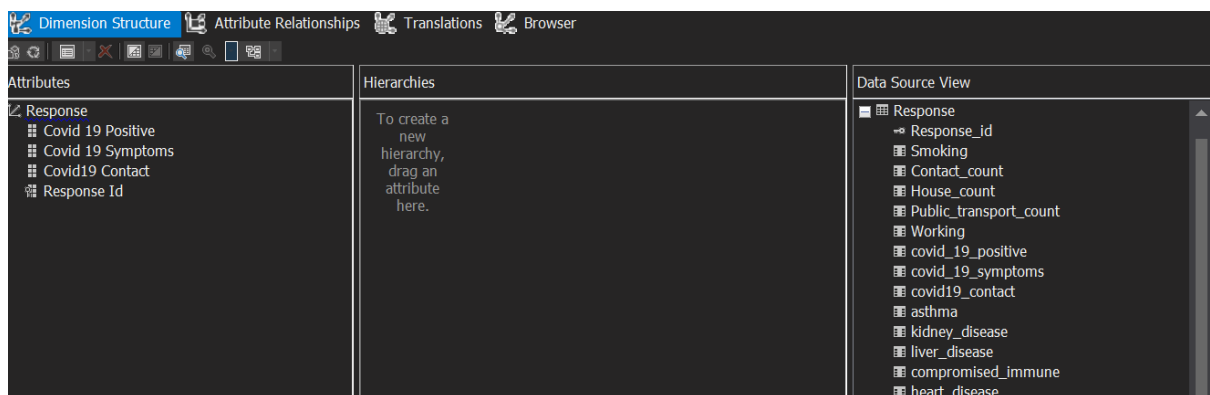 Dimension Structure Attribute Relationships Translations Browser
Attributes
Response
Covid 19 Positive
Covid 19 Symptoms
Covid19 Contact
Response Id
Hierarchies
To create a
new
hierarchy,
drag an
attribute
here.
Data Source View
Response
Response_id
Smoking
Contact_count
House_count
Public_transport_count
Working
covid_19_positive
covid_19_symptoms
covid19_contact
asthma
kidney_disease
liver_disease
compromised_immune
heart_disease